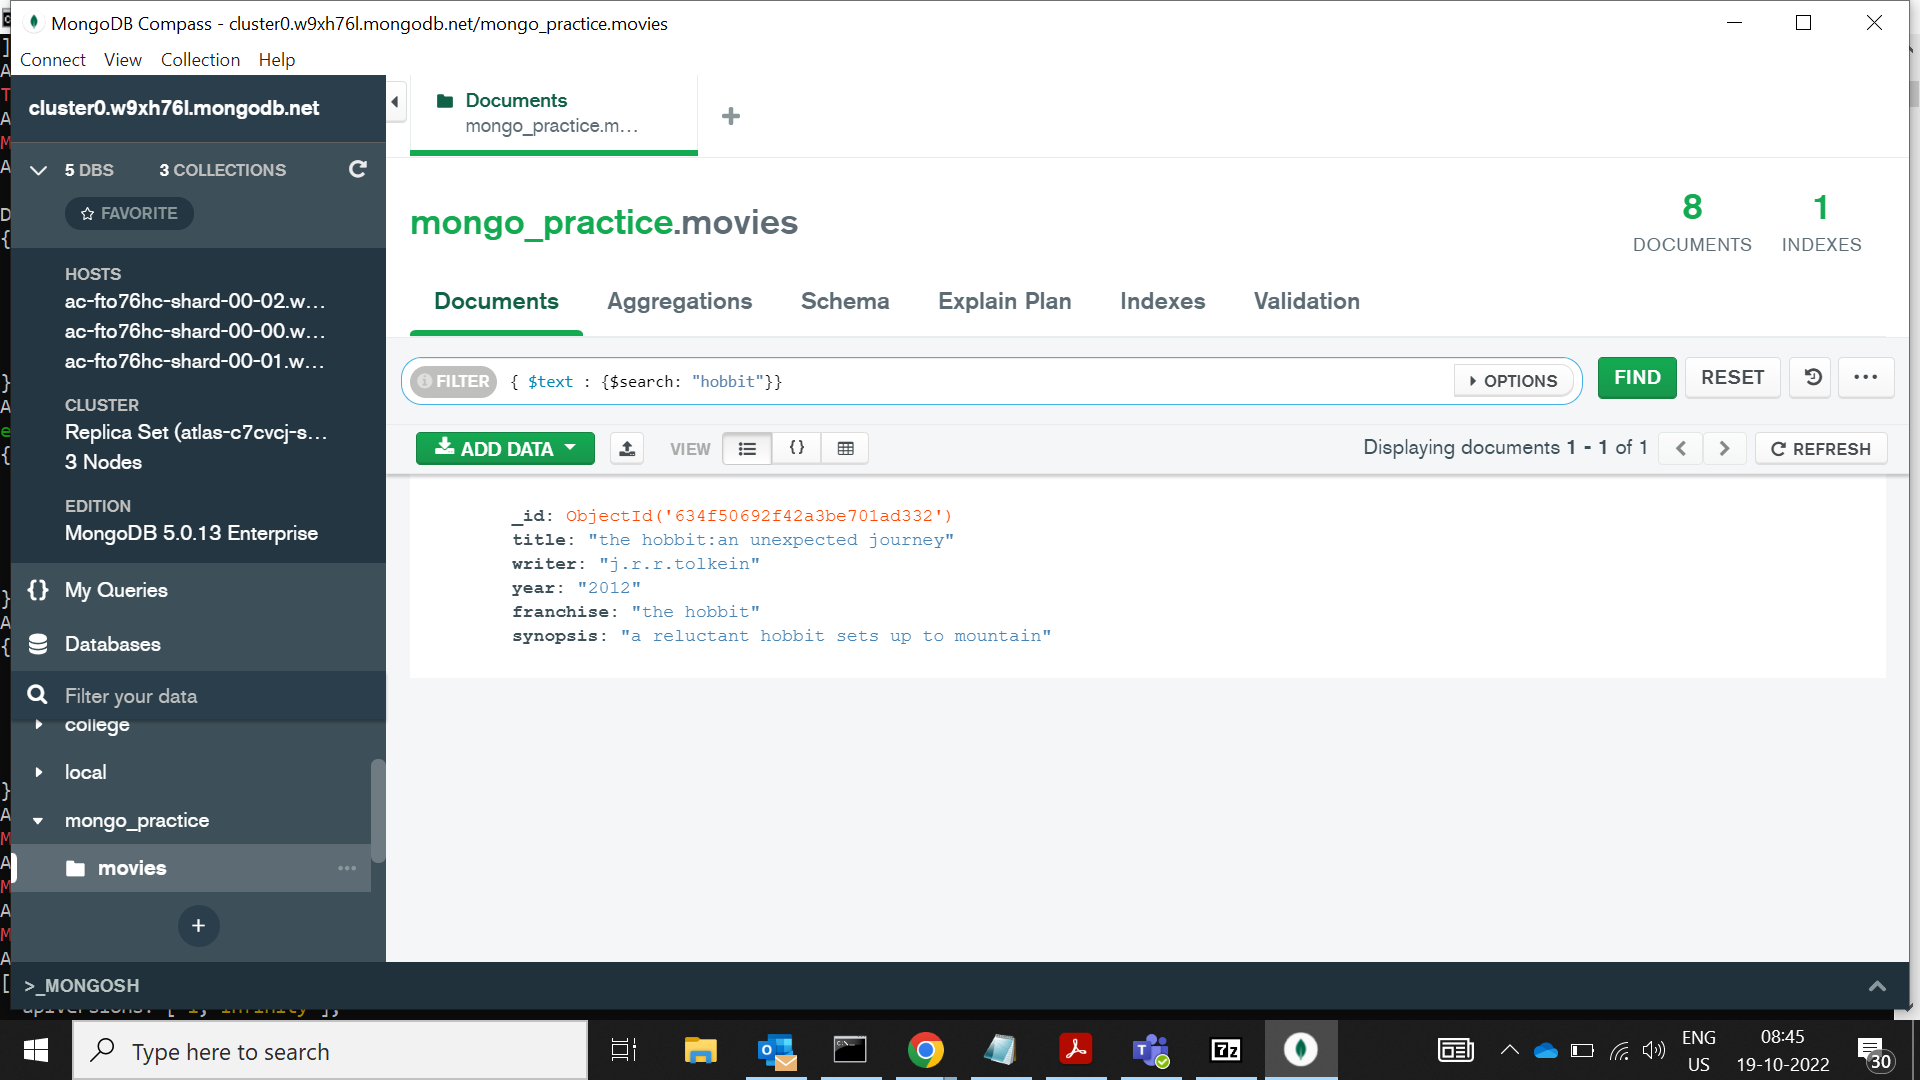 MongoDB Compass - cluster0.w9xh76l.mongodb.net/mongo_practice.movies
Connect View Collection Help
cluster0.w9xh76l.mongodb.net
5 DBS 3 COLLECTIONS
FAVORITE
HOSTS
ac-fto76hc-shard-00-02.w...
ac-fto76hc-shard-00-00.w...
ac-fto76hc-shard-00-01.w...
CLUSTER
Replica Set (atlas-c7cvcj-s...
3 Nodes
EDITION
MongoDB 5.0.13 Enterprise
{} My Queries
Databases
Filter your data
college
local
mongo_practice
movies
+
Documents
mongo_practice.m...
+
mongo_practice.movies
8
DOCUMENTS
1
INDEXES
Documents Aggregations Schema Explain Plan Indexes Validation
FILTER { $text : {$search: "hobbit"}} OPTIONS FIND RESET ...
ADD DATA VIEW {} Displaying documents 1 - 1 of 1 REFRESH
_id: ObjectId('634f50692f42a3be701ad332')
title: "the hobbit:an unexpected journey"
writer: "j.r.r.tolkein"
year: "2012"
franchise: "the hobbit"
synopsis: "a reluctant hobbit sets up to mountain"
>_MONGOSH
Type here to search
ENG
US
08:45
19-10-2022
30